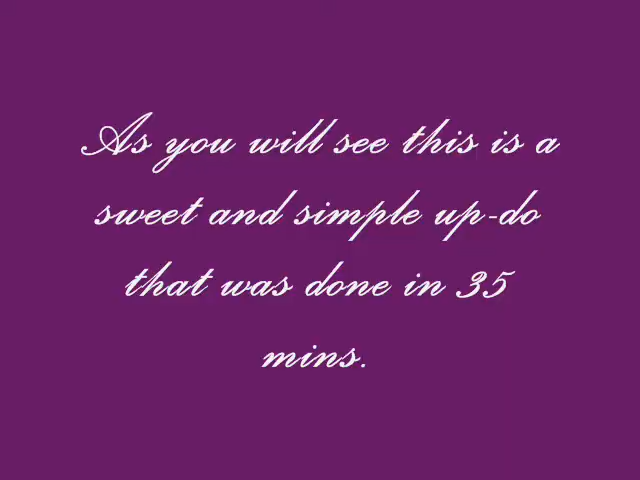 As you will see this is a
sweet and simple up-do
that was done in 35
mins.